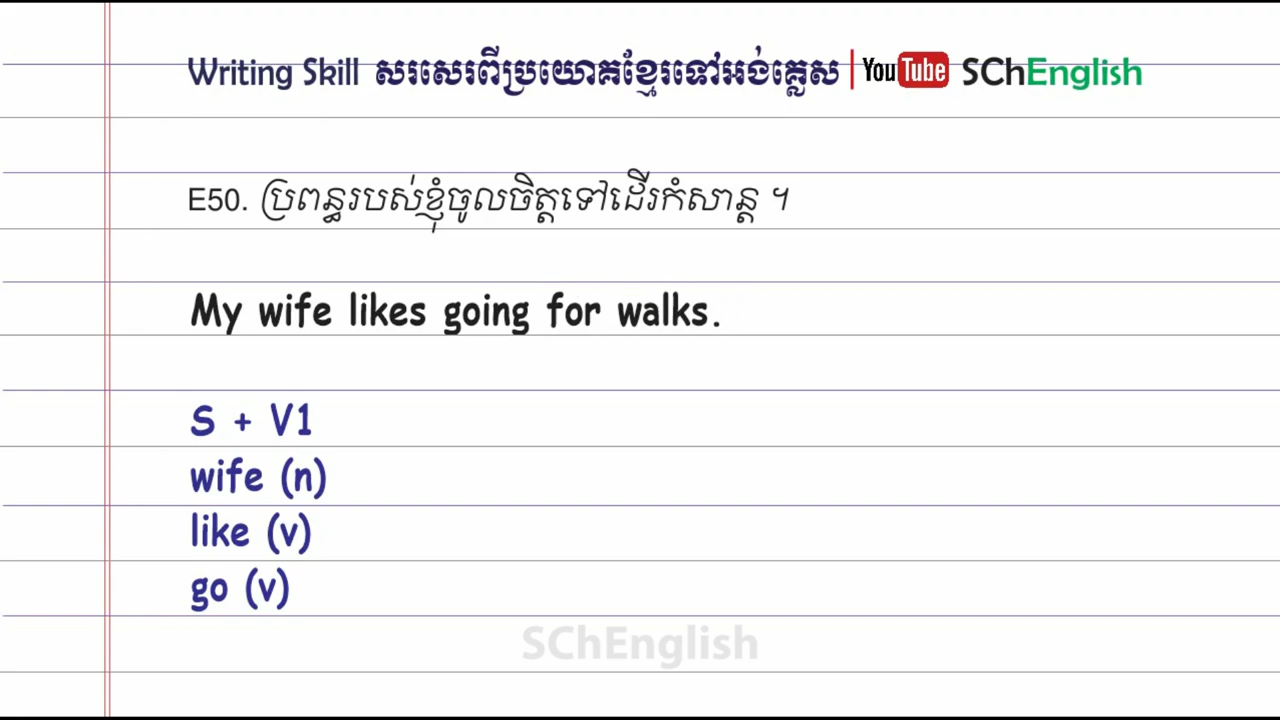 Writing Skill សរសេរពីប្រយោគខ្មែរទៅអង់គ្លេស | YouTube SChEnglish
E50. ប្រពន្ធរបស់ខ្ញុំចូលចិត្តទៅដើរកំសាន្ត ។
My wife likes going for walks.
S + V1
wife (n)
like (v)
go (v)
SChEnglish